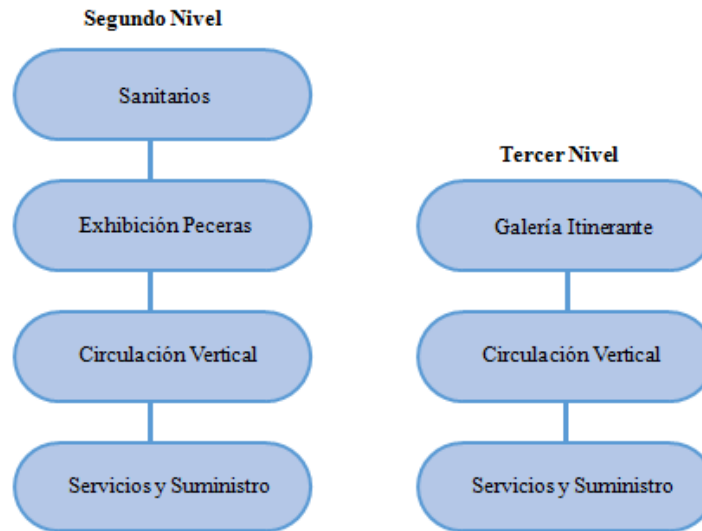 Segundo Nivel
Sanitarios
Exhibición Peceras
Circulación Vertical
Servicios y Suministro
Tercer Nivel
Galería Itinerante
Circulación Vertical
Servicios y Suministro